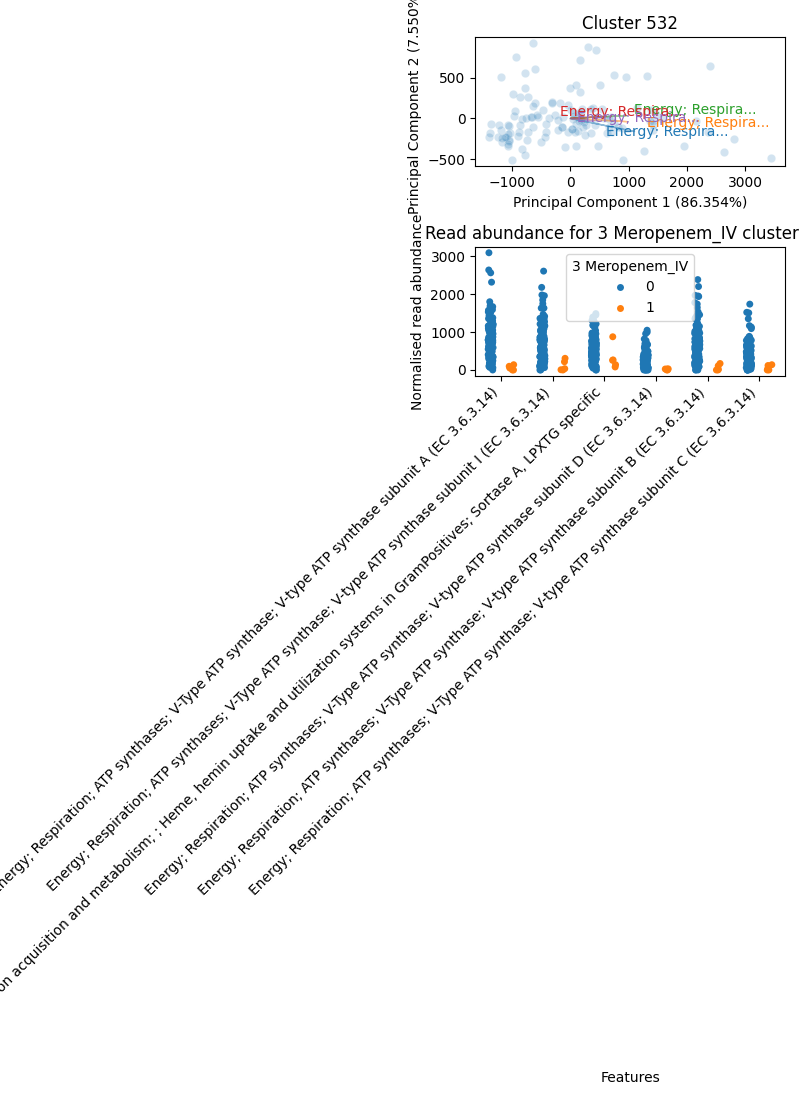 Cluster 532
Principal Component 2 (7.550%
500
0
−500
Energy; Respira...
Energy; Respira...
Energy; Respira...
Energy; Respira...
Energy; Respira...
−1000
0
1000
2000
3000
Principal Component 1 (86.354%)
Read abundance for 3 Meropenem_IV cluster
Normalised read abundance
3000
2000
1000
0
3 Meropenem_IV
0
1
Energy; Respiration; ATP synthases; V-Type ATP synthase; V-type ATP synthase subunit A (EC 3.6.3.14)
Energy; Respiration; ATP synthases; V-Type ATP synthase; V-type ATP synthase subunit I (EC 3.6.3.14)
on acquisition and metabolism; ; Heme, hemin uptake and utilization systems in GramPositives; Sortase A, LPXTG specific
Energy; Respiration; ATP synthases; V-Type ATP synthase; V-type ATP synthase subunit D (EC 3.6.3.14)
Energy; Respiration; ATP synthases; V-Type ATP synthase; V-type ATP synthase subunit B (EC 3.6.3.14)
Energy; Respiration; ATP synthases; V-Type ATP synthase; V-type ATP synthase subunit C (EC 3.6.3.14)
Features